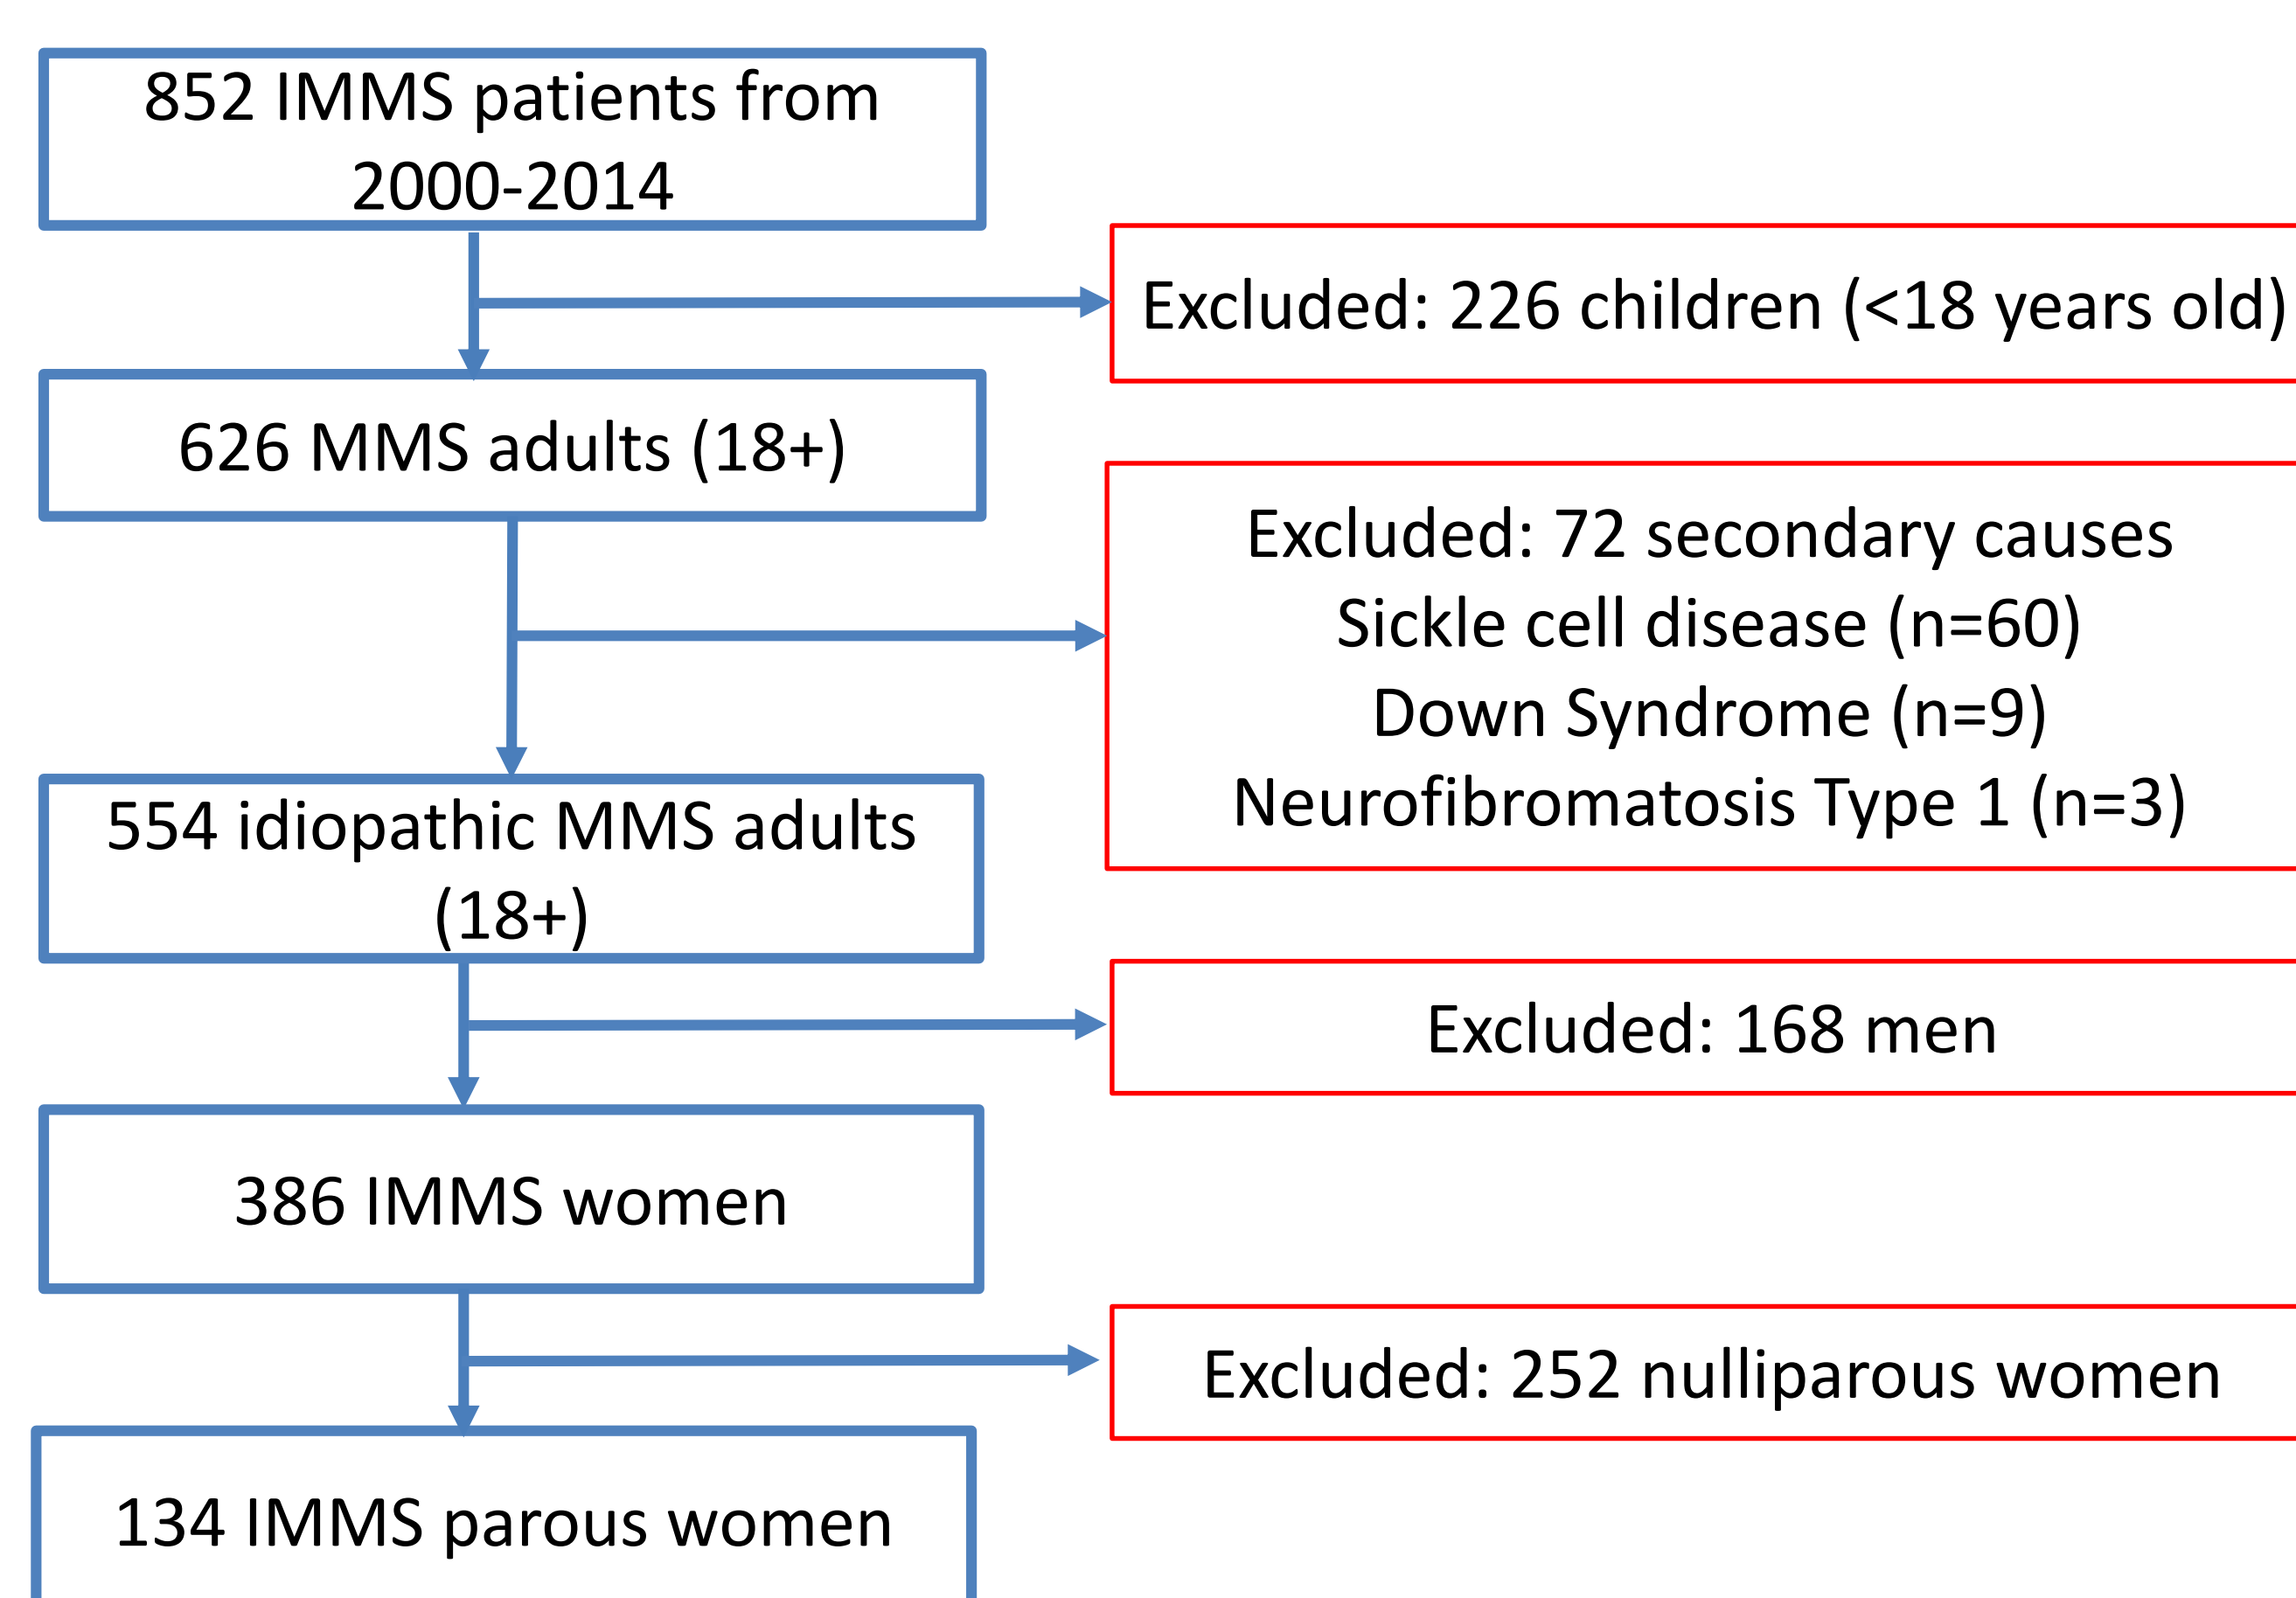 852 IMMS patients from
2000-2014
Excluded: 226 children (<18 years old)
626 MMS adults (18+)
Excluded: 72 secondary causes
Sickle cell disease (n=60)
Down Syndrome (n=9)
Neurofibromatosis Type 1 (n=3)
554 idiopathic MMS adults
(18+)
Excluded: 168 men
386 IMMS women
Excluded: 252 nulliparous women
134 IMMS parous women